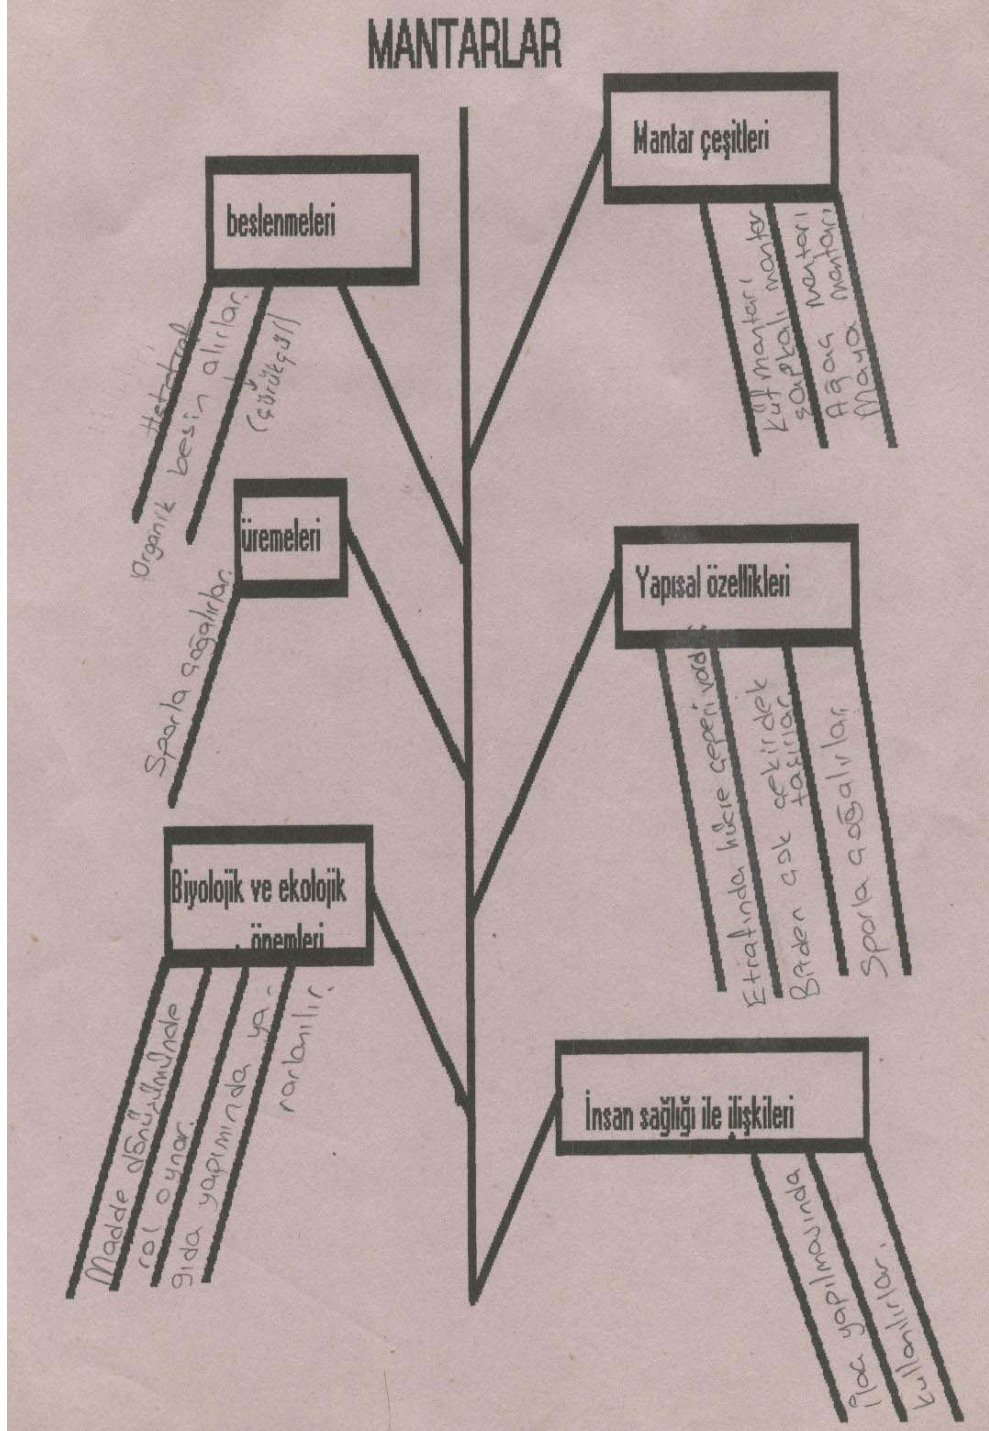 MANTARLAR
Mantar çeşitleri
Küf mantarı
şapkalı mantar
Ağaç mantarı
Maya mantarı
beslenmeleri
Heterotrof
Organik besin alırlar.
(çürükçül)
üremeleri
Sporla çoğalırlar.
Yapısal özellikleri
Etrafında hücre çeperi vardır
Birden çok çekirdek
taşırlar.
Sporla çoğalırlar,
Biyolojik ve ekolojik
önemleri
Madde dönüşümünde
rol oynar.
gıda yapımında ya-
rarlanılır.
İnsan sağlığı ile ilişkileri
İlaç yapılmasında
kullanılırlar.